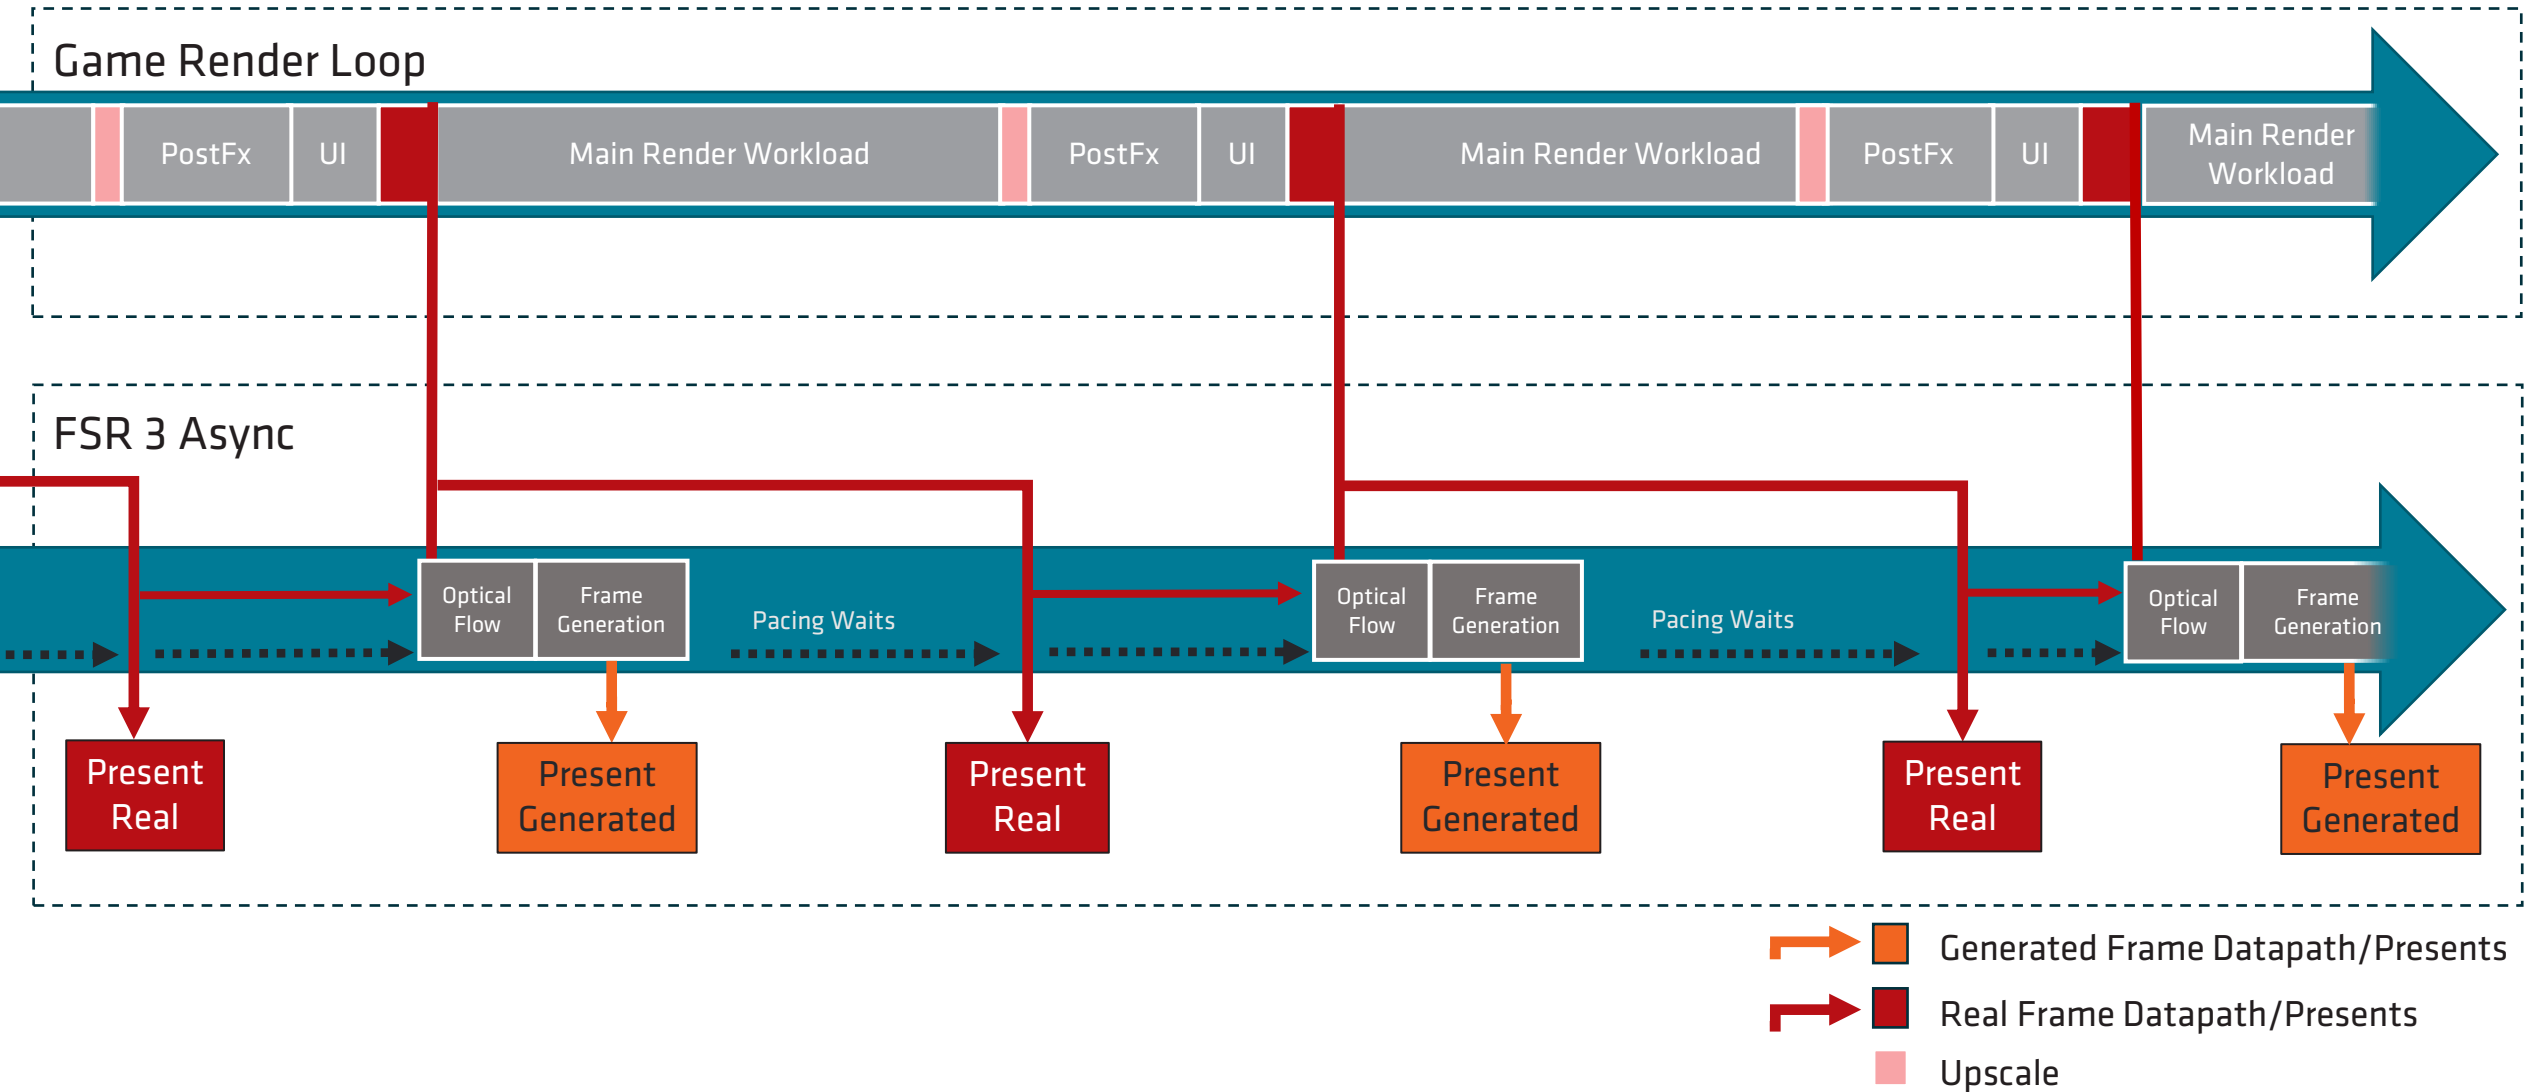 Game Render Loop
PostFx
UI
Main Render Workload
PostFx
UI
Main Render Workload
PostFx
UI
Main Render
Workload
FSR 3 Async
Optical
Flow
Frame
Generation
Pacing Waits
Optical
Flow
Frame
Generation
Pacing Waits
Optical
Flow
Frame
Generation
Present
Real
Present
Generated
Present
Real
Present
Generated
Present
Real
Present
Generated
Generated Frame Datapath/Presents
Real Frame Datapath/Presents
Upscale